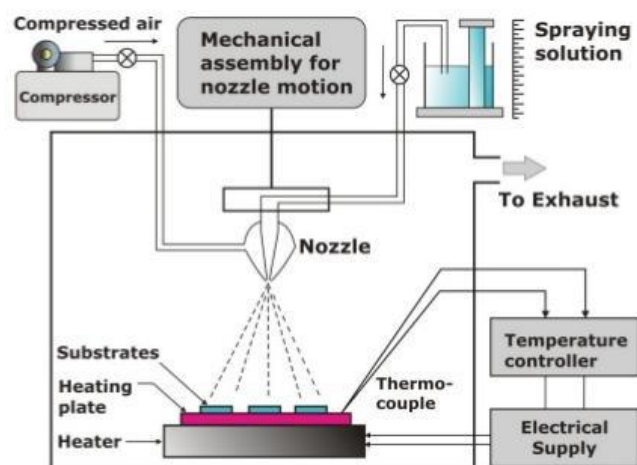 Compressed air
Compressor
Mechanical
assembly for
nozzle motion
Spraying
solution
To Exhaust
Nozzle
Substrates
Heating
plate
Heater
Thermo-
couple
Temperature
controller
Electrical
Supply